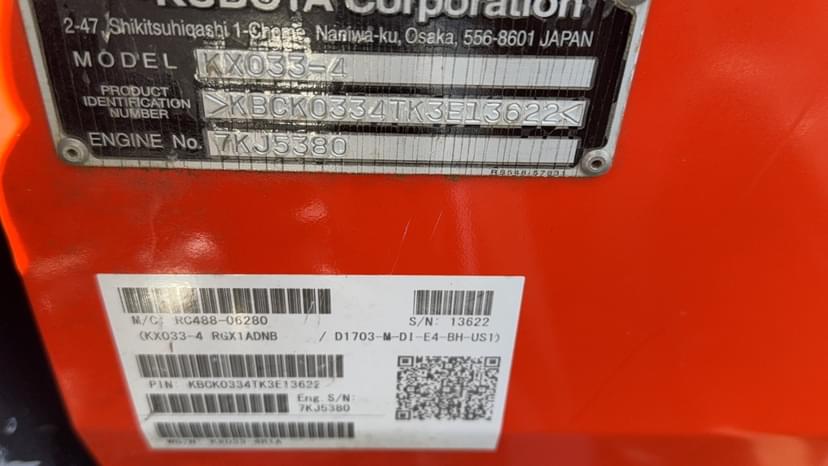 KUBOTA Corporation
2-47, Shikitsuhigashi 1-Chome, Naniwa-ku, Osaka, 556-8601 JAPAN
MODEL KX033-4
PRODUCT IDENTIFICATION NUMBER >KBCK0334TK3E13622<
ENGINE No. 7KJ5380
M/C: RC488-06280 S/N: 13622
(KX033-4 RGX1ADNB / D1703-M-DI-E4-BH-US1)
PIN: KBCK0334TK3E13622
Eng.S/N:
7KJ5380